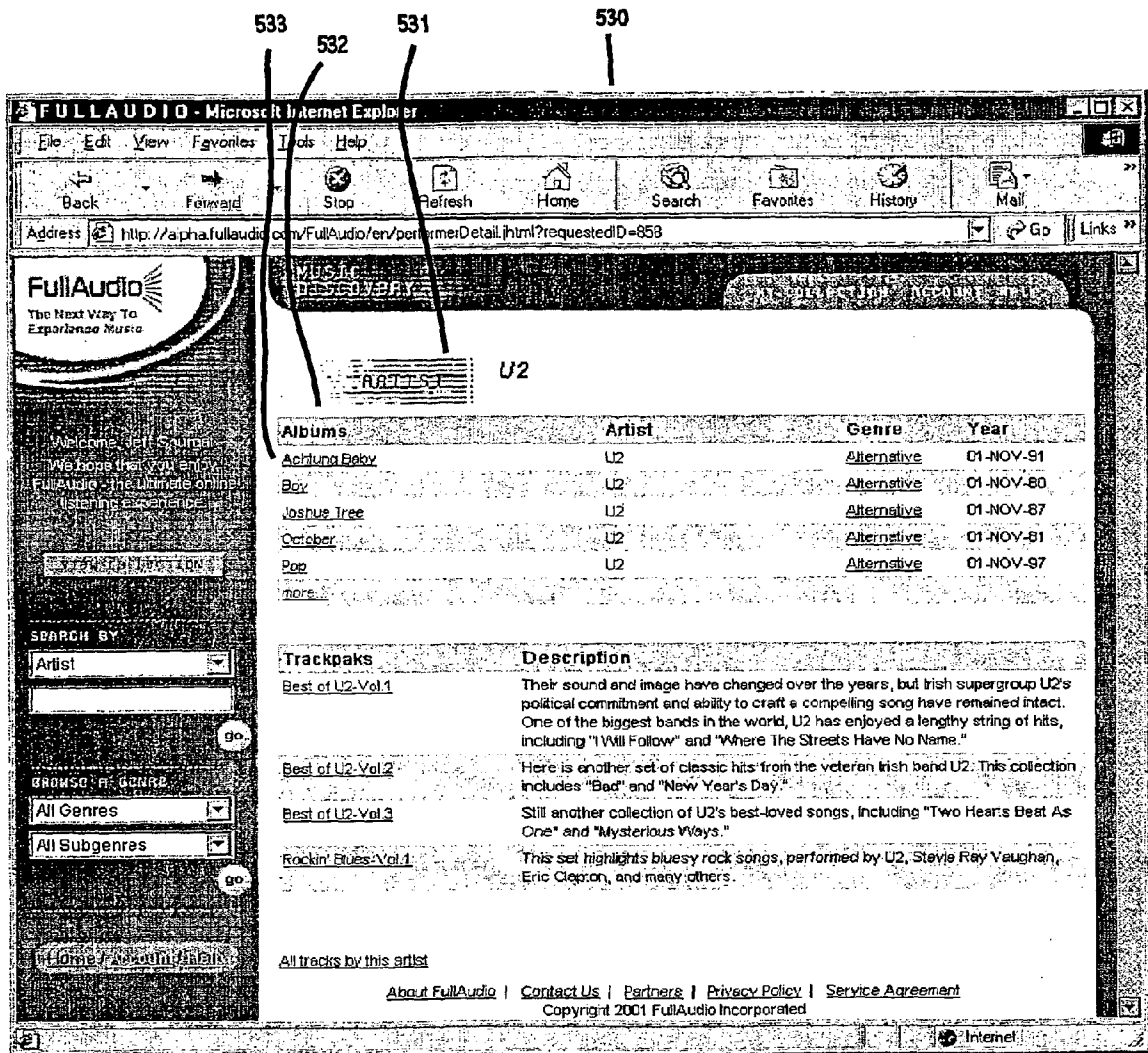 533
532
531
530
FULLAUDIO - Microsoft Internet Explorer
File Edit View Favorites Tools Help
Back Forward Stop Refresh Home Search Favorites History Mail
Address http://alpha.fullaudio.com/FullAudio/en/performerDetail.jhtml?requestedID=853 Go Links
FullAudio
The Next Way To
Experience Music
MUSIC
DISCOVERY
ARTIST U2
Welcome,
We hope that you enjoy
FullAudio - the ultimate online
listening experience.
Albums Artist Genre Year
Achtung Baby U2 Alternative 01-NOV-91
Boy U2 Alternative 01-NOV-80
Joshua Tree U2 Alternative 01-NOV-87
October U2 Alternative 01-NOV-81
Pop U2 Alternative 01-NOV-97
more...
SEARCH BY
Artist
go
BROWSE A GENRE
All Genres
All Subgenres
go
Home / Account / Help
Trackpaks Description
Best of U2-Vol.1 Their sound and image have changed over the years, but Irish supergroup U2's
political commitment and ability to craft a compelling song have remained intact.
One of the biggest bands in the world, U2 has enjoyed a lengthy string of hits,
including "I Will Follow" and "Where The Streets Have No Name."
Best of U2-Vol.2 Here is another set of classic hits from the veteran Irish band U2. This collection
includes "Bad" and "New Year's Day."
Best of U2-Vol.3 Still another collection of U2's best-loved songs, including "Two Hearts Beat As
One" and "Mysterious Ways."
Rockin' Blues-Vol.1 This set highlights bluesy rock songs, performed by U2, Stevie Ray Vaughan,
Eric Clapton, and many others.
All tracks by this artist
About FullAudio | Contact Us | Partners | Privacy Policy | Service Agreement
Copyright 2001 FullAudio Incorporated
Internet